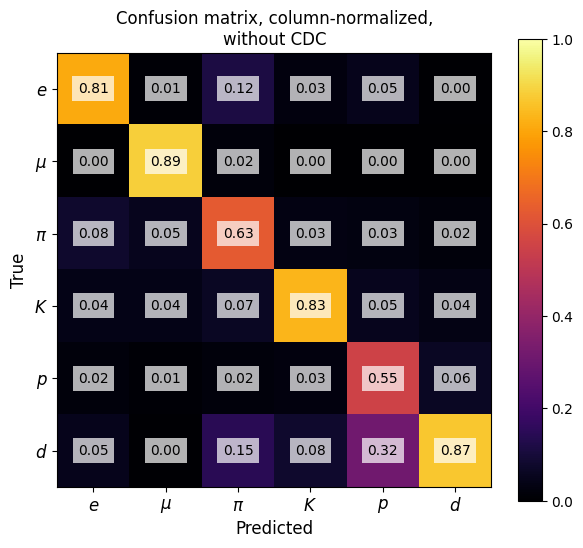 Confusion matrix, column-normalized,
without CDC
True
e 0.81 0.01 0.12 0.03 0.05 0.00
μ 0.00 0.89 0.02 0.00 0.00 0.00
π 0.08 0.05 0.63 0.03 0.03 0.02
K 0.04 0.04 0.07 0.83 0.05 0.04
p 0.02 0.01 0.02 0.03 0.55 0.06
d 0.05 0.00 0.15 0.08 0.32 0.87
e μ π K p d
Predicted
1.0
0.8
0.6
0.4
0.2
0.0